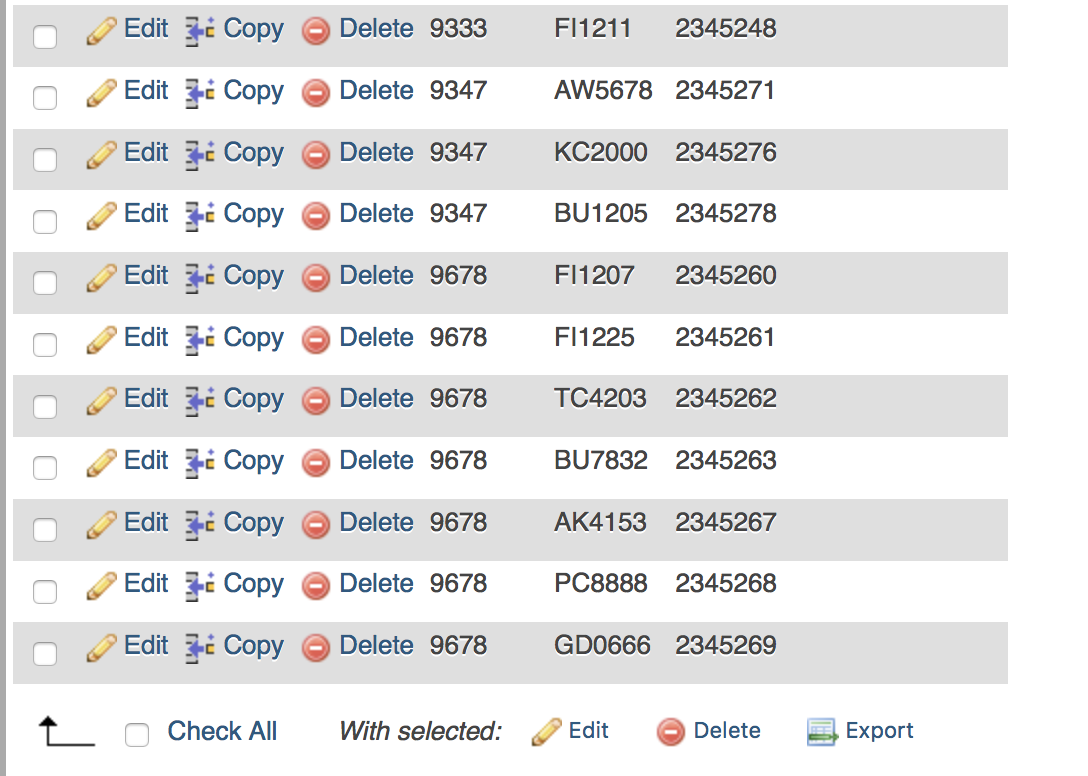 Edit Copy Delete 9333 FI1211 2345248
Edit Copy Delete 9347 AW5678 2345271
Edit Copy Delete 9347 KC2000 2345276
Edit Copy Delete 9347 BU1205 2345278
Edit Copy Delete 9678 FI1207 2345260
Edit Copy Delete 9678 FI1225 2345261
Edit Copy Delete 9678 TC4203 2345262
Edit Copy Delete 9678 BU7832 2345263
Edit Copy Delete 9678 AK4153 2345267
Edit Copy Delete 9678 PC8888 2345268
Edit Copy Delete 9678 GD0666 2345269
Check All With selected: Edit Delete Export